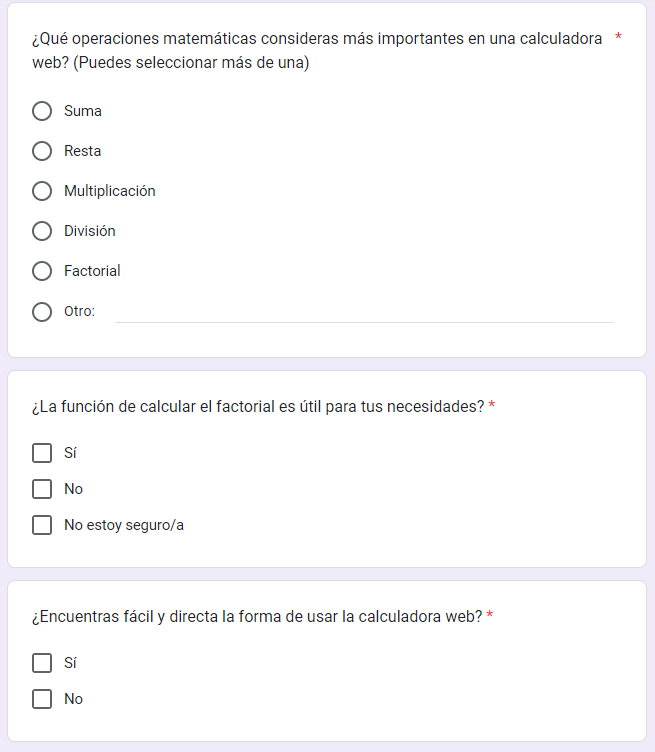 ¿Qué operaciones matemáticas consideras más importantes en una calculadora *
web? (Puedes seleccionar más de una)
Suma
Resta
Multiplicación
División
Factorial
Otro:
¿La función de calcular el factorial es útil para tus necesidades? *
Sí
No
No estoy seguro/a
¿Encuentras fácil y directa la forma de usar la calculadora web? *
Sí
No